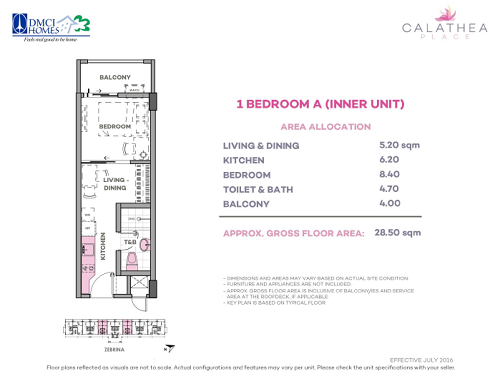 DMCI HOMES
Feels real good to be home
CALATHEA
PLACE
BALCONY
BEDROOM
LIVING - DINING
T&B
KITCHEN
ZEBRINA
N
1 BEDROOM A (INNER UNIT)
AREA ALLOCATION
LIVING & DINING 5.20 sqm
KITCHEN 6.20
BEDROOM 8.40
TOILET & BATH 4.70
BALCONY 4.00
APPROX. GROSS FLOOR AREA: 28.50 sqm
- DIMENSIONS AND AREAS MAY VARY BASED ON ACTUAL SITE CONDITION
- FURNITURE AND APPLIANCES ARE NOT INCLUDED.
- APPROX. GROSS FLOOR AREA IS INCLUSIVE OF BALCONY/IES AND SERVICE
AREA AT THE ROOFDECK, IF APPLICABLE
- KEY PLAN IS BASED ON TYPICAL FLOOR
EFFECTIVE JULY 2016
Floor plans reflected as visuals are not to scale. Actual configurations and features may vary per unit. Please check the unit specifications with your seller.